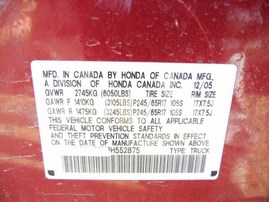 MFD. IN CANADA BY HONDA OF CANADA MFG.
A DIVISION OF HONDA CANADA INC. 12/05
GVWR 2745KG (6050LBS) TIRE SIZE RIM SIZE
GAWR F 1410KG (3105LBS) P245/65R17 105S 17X7.5J
GAWR R 1475KG (3245LBS) P245/65R17 105S 17X7.5J
THIS VEHICLE CONFORMS TO ALL APPLICABLE
FEDERAL MOTOR VEHICLE SAFETY AND THEFT
PREVENTION STANDARDS IN EFFECT ON THE
DATE OF MANUFACTURE SHOWN ABOVE.
H552875 TYPE: TRUCK